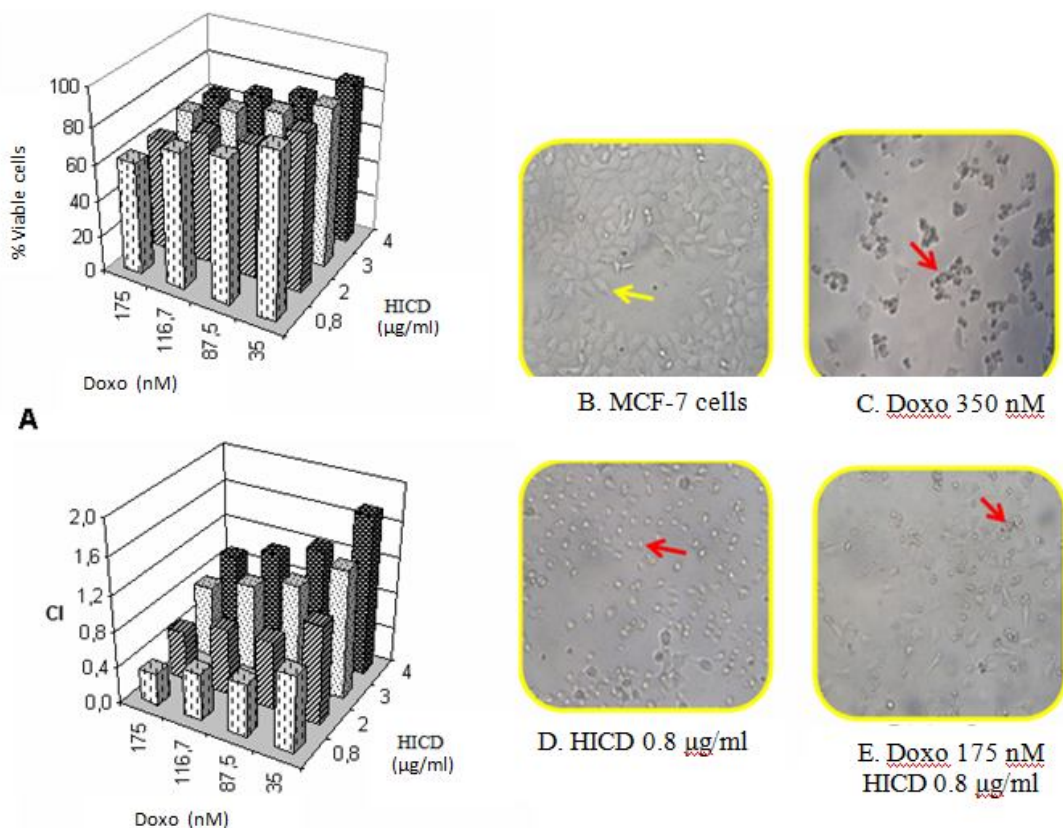 100
80
60
40
20
0
% Viable cells
175
116,7
87,5
35
Doxo (nM)
0,8
2
3
4
HICD
(µg/ml)
A
2,0
1,6
1,2
0,8
0,4
0,0
CI
175
116,7
87,5
35
Doxo (nM)
0,8
2
3
4
HICD
(µg/ml)
B. MCF-7 cells
C. Doxo 350 nM
D. HICD 0.8 µg/ml
E. Doxo 175 nM
HICD 0.8 µg/ml